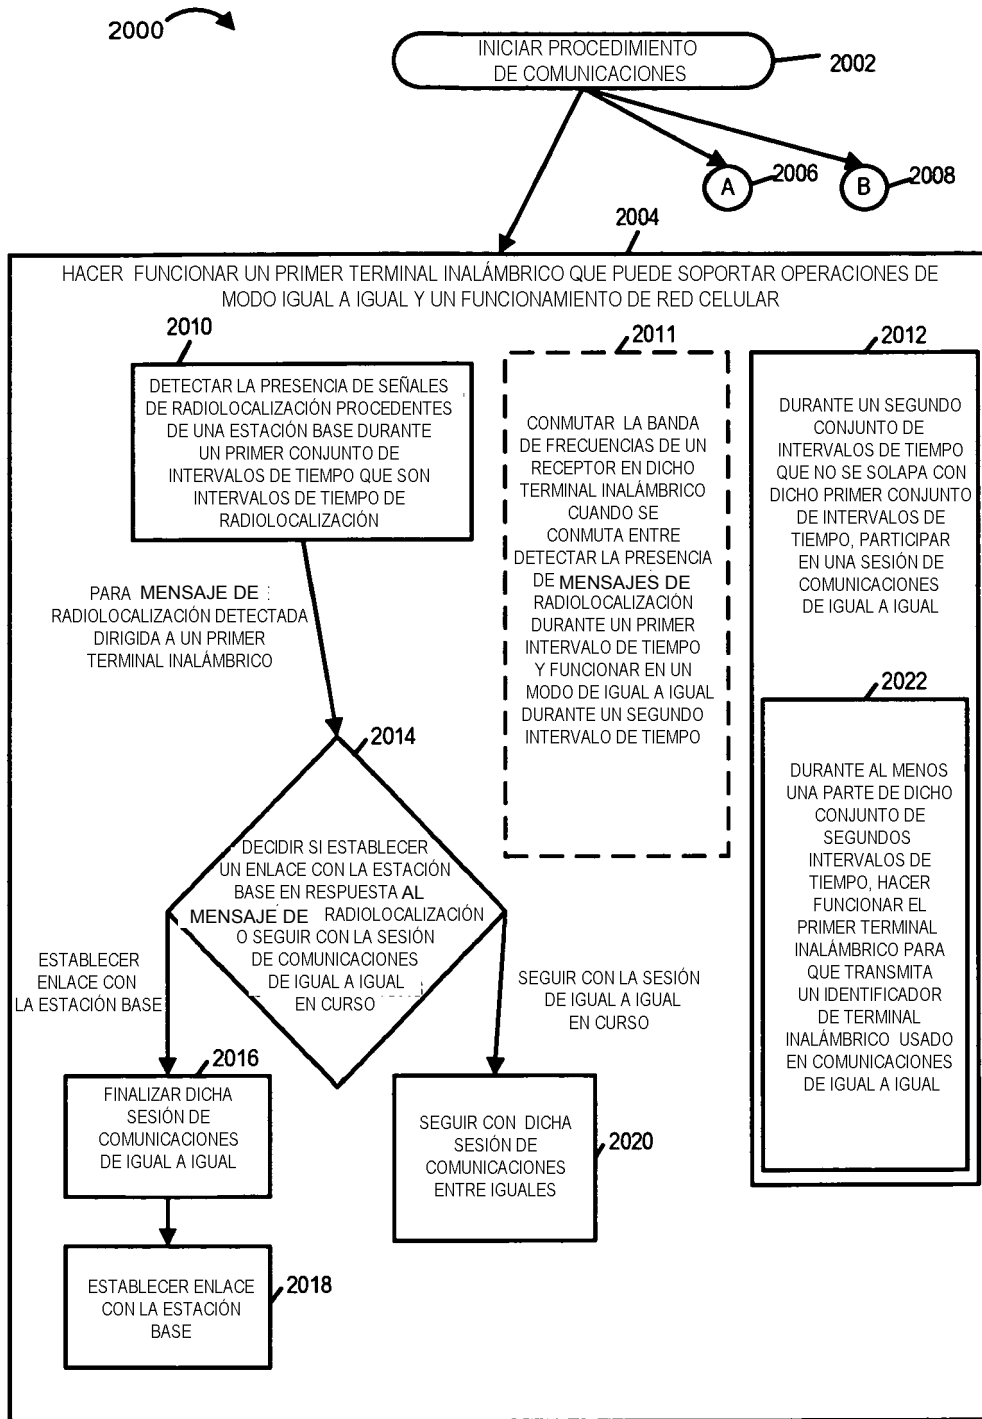 2000
INICIAR PROCEDIMIENTO
DE COMUNICACIONES
2002
A
2006
B
2008
2004
HACER FUNCIONAR UN PRIMER TERMINAL INALÁMBRICO QUE PUEDE SOPORTAR OPERACIONES DE
MODO IGUAL A IGUAL Y UN FUNCIONAMIENTO DE RED CELULAR
2010
DETECTAR LA PRESENCIA DE SEÑALES
DE RADIOLOCALIZACIÓN PROCEDENTES
DE UNA ESTACIÓN BASE DURANTE
UN PRIMER CONJUNTO DE
INTERVALOS DE TIEMPO QUE SON
INTERVALOS DE TIEMPO DE
RADIOLOCALIZACIÓN
PARA MENSAJE DE
RADIOLOCALIZACIÓN DETECTADA
DIRIGIDA A UN PRIMER
TERMINAL INALÁMBRICO
2014
DECIDIR SI ESTABLECER
UN ENLACE CON LA ESTACIÓN
BASE EN RESPUESTA AL
MENSAJE DE RADIOLOCALIZACIÓN
O SEGUIR CON LA SESIÓN
DE COMUNICACIONES
DE IGUAL A IGUAL
EN CURSO
ESTABLECER
ENLACE CON
LA ESTACIÓN BASE
SEGUIR CON LA SESIÓN
DE IGUAL A IGUAL
EN CURSO
2016
FINALIZAR DICHA
SESIÓN DE
COMUNICACIONES
DE IGUAL A IGUAL
2018
ESTABLECER ENLACE
CON LA ESTACIÓN
BASE
2020
SEGUIR CON DICHA
SESIÓN DE
COMUNICACIONES
ENTRE IGUALES
2011
CONMUTAR LA BANDA
DE FRECUENCIAS DE UN
RECEPTOR EN DICHO
TERMINAL INALÁMBRICO
CUANDO SE
CONMUTA ENTRE
DETECTAR LA PRESENCIA
DE MENSAJES DE
RADIOLOCALIZACIÓN
DURANTE UN PRIMER
INTERVALO DE TIEMPO
Y FUNCIONAR EN UN
MODO DE IGUAL A IGUAL
DURANTE UN SEGUNDO
INTERVALO DE TIEMPO
2012
DURANTE UN SEGUNDO
CONJUNTO DE
INTERVALOS DE TIEMPO
QUE NO SE SOLAPA CON
DICHO PRIMER CONJUNTO
DE INTERVALOS DE
TIEMPO, PARTICIPAR
EN UNA SESIÓN DE
COMUNICACIONES
DE IGUAL A IGUAL
2022
DURANTE AL MENOS
UNA PARTE DE DICHO
CONJUNTO DE
SEGUNDOS
INTERVALOS DE
TIEMPO, HACER
FUNCIONAR EL
PRIMER TERMINAL
INALÁMBRICO PARA
QUE TRANSMITA
UN IDENTIFICADOR
DE TERMINAL
INALÁMBRICO USADO
EN COMUNICACIONES
DE IGUAL A IGUAL